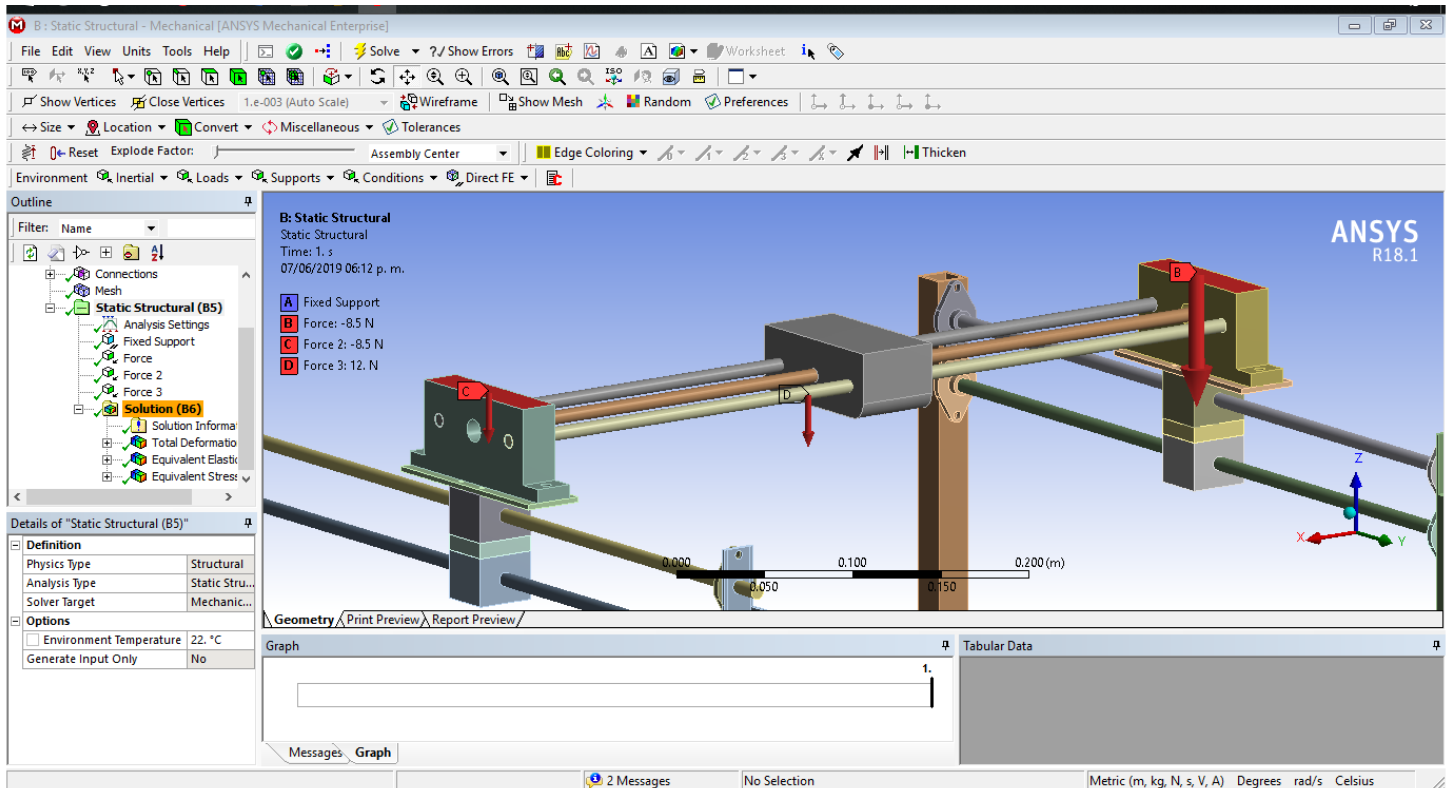 B : Static Structural - Mechanical [ANSYS Mechanical Enterprise]
File Edit View Units Tools Help Solve ?/ Show Errors Worksheet
Show Vertices Close Vertices 1.e-003 (Auto Scale) Wireframe Show Mesh Random Preferences
Size Location Convert Miscellaneous Tolerances
Reset Explode Factor: Assembly Center Edge Coloring Thicken
Environment Inertial Loads Supports Conditions Direct FE
Outline
Filter: Name
Connections
Mesh
Static Structural (B5)
Analysis Settings
Fixed Support
Force
Force 2
Force 3
Solution (B6)
Solution Informa
Total Deformatio
Equivalent Elastic
Equivalent Stress
Details of "Static Structural (B5)"
Definition
Physics Type Structural
Analysis Type Static Stru...
Solver Target Mechanic...
Options
Environment Temperature 22. °C
Generate Input Only No
B: Static Structural
Static Structural
Time: 1. s
07/06/2019 06:12 p. m.
A Fixed Support
B Force: -8.5 N
C Force 2: -8.5 N
D Force 3: 12. N
ANSYS
R18.1
B
C
D
Z
X
Y
0.000 0.100 0.200 (m)
0.050 0.150
Geometry Print Preview Report Preview
Graph
1.
Messages Graph
Tabular Data
2 Messages No Selection Metric (m, kg, N, s, V, A) Degrees rad/s Celsius